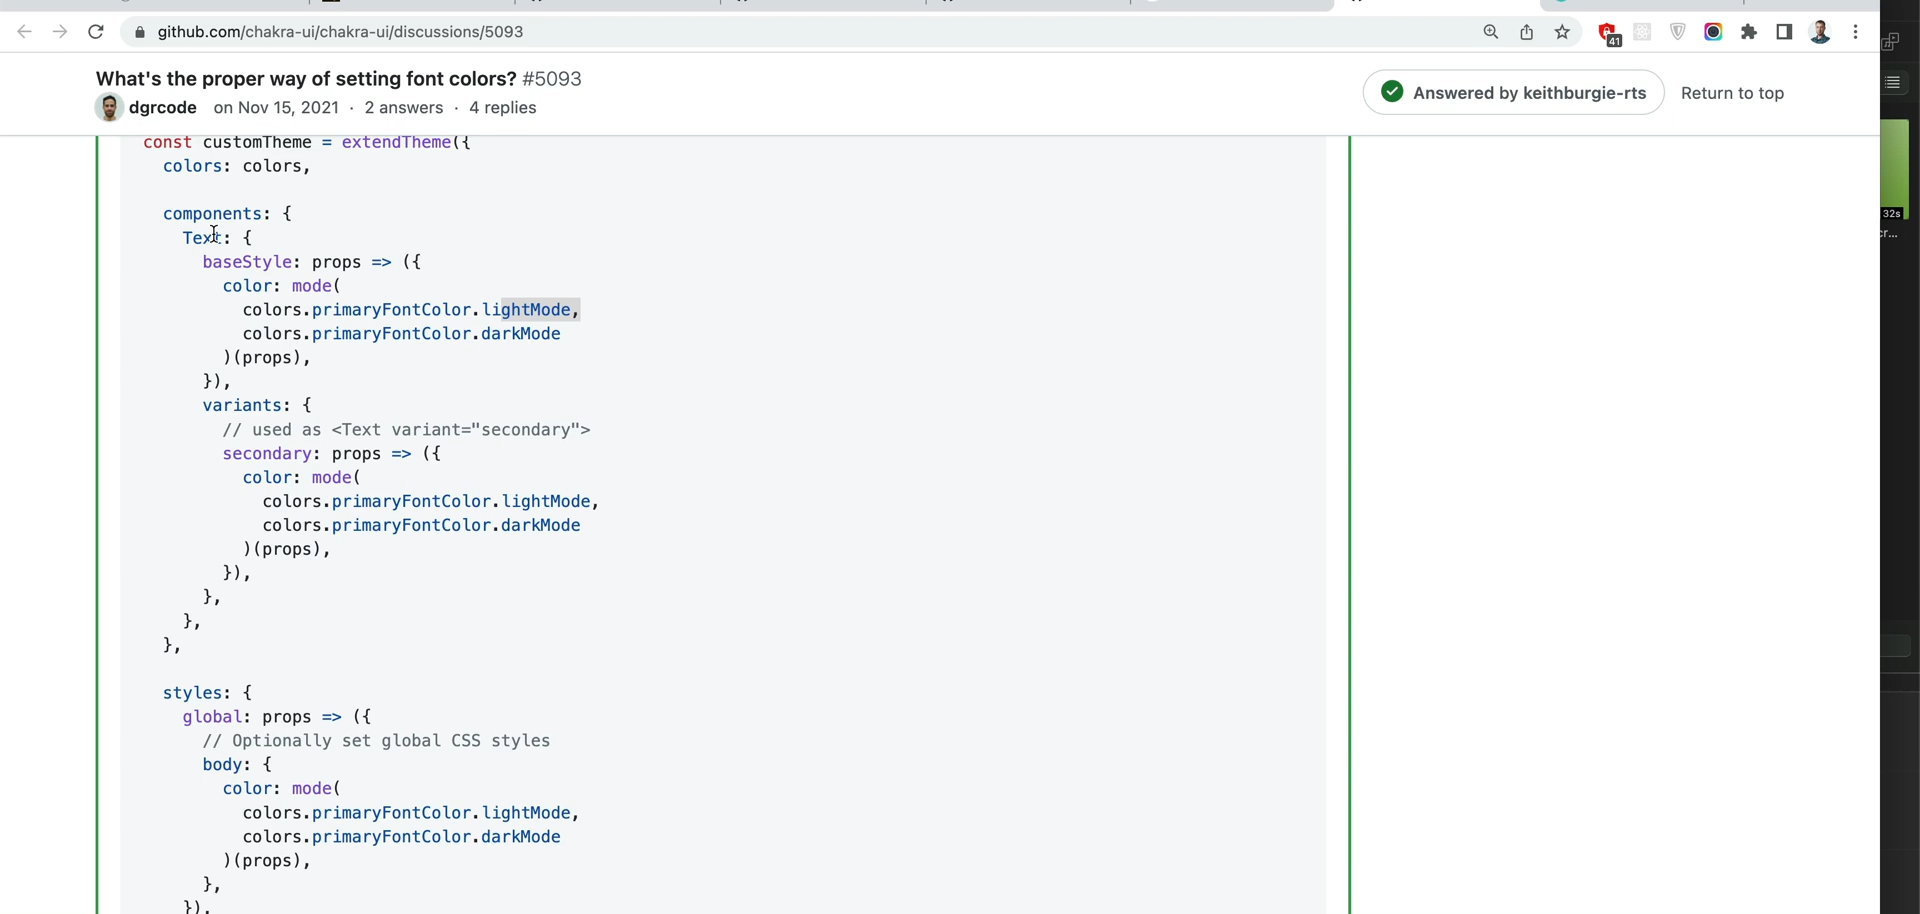 github.com/chakra-ui/chakra-ui/discussions/5093
41
What's the proper way of setting font colors? #5093
dgrcode on Nov 15, 2021 · 2 answers · 4 replies
Answered by keithburgie-rts
Return to top
const customTheme = extendTheme({
colors: colors,
components: {
Text: {
baseStyle: props => ({
color: mode(
colors.primaryFontColor.lightMode,
colors.primaryFontColor.darkMode
)(props),
}),
variants: {
// used as <Text variant="secondary">
secondary: props => ({
color: mode(
colors.primaryFontColor.lightMode,
colors.primaryFontColor.darkMode
)(props),
}),
},
},
},
styles: {
global: props => ({
// Optionally set global CSS styles
body: {
color: mode(
colors.primaryFontColor.lightMode,
colors.primaryFontColor.darkMode
)(props),
},
}),
32s
cr...